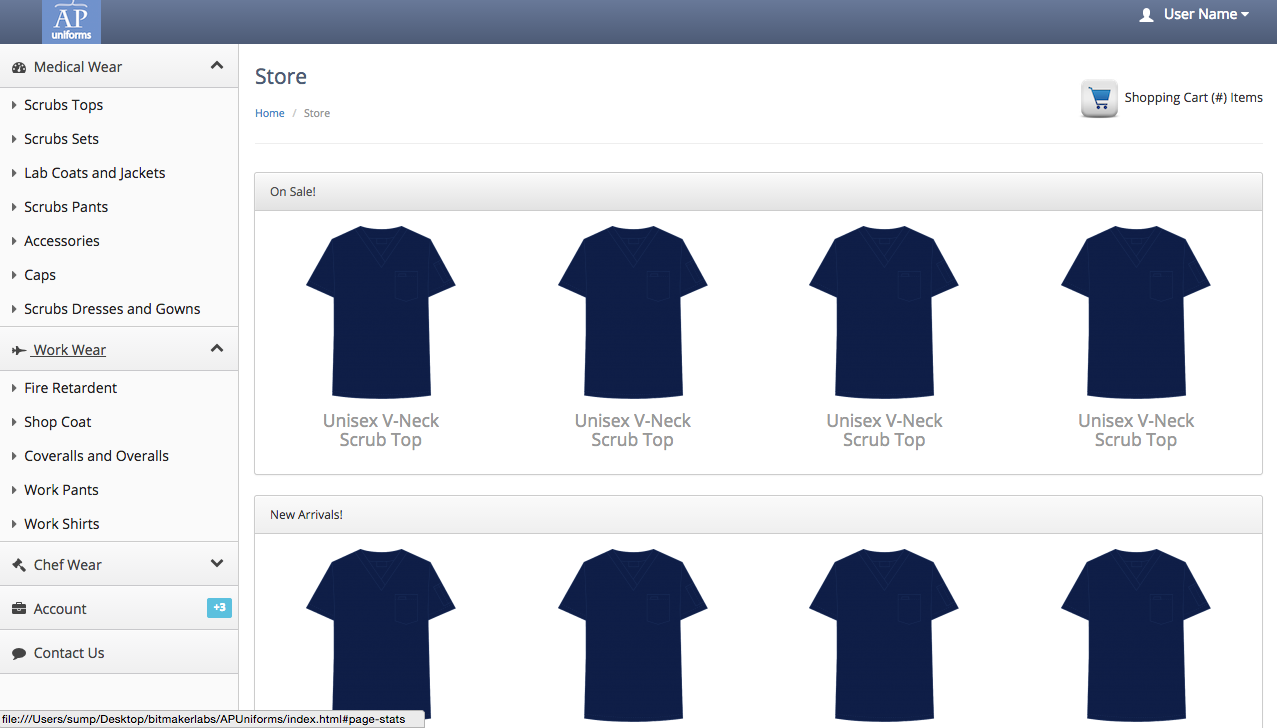 AP
uniforms
User Name
Medical Wear
Scrubs Tops
Scrubs Sets
Lab Coats and Jackets
Scrubs Pants
Accessories
Caps
Scrubs Dresses and Gowns
Work Wear
Fire Retardent
Shop Coat
Coveralls and Overalls
Work Pants
Work Shirts
Chef Wear
Account +3
Contact Us
Store
Home / Store
Shopping Cart (#) Items
On Sale!
Unisex V-Neck
Scrub Top
Unisex V-Neck
Scrub Top
Unisex V-Neck
Scrub Top
Unisex V-Neck
Scrub Top
New Arrivals!
file:///Users/sump/Desktop/bitmakerlabs/APUniforms/index.html#page-stats